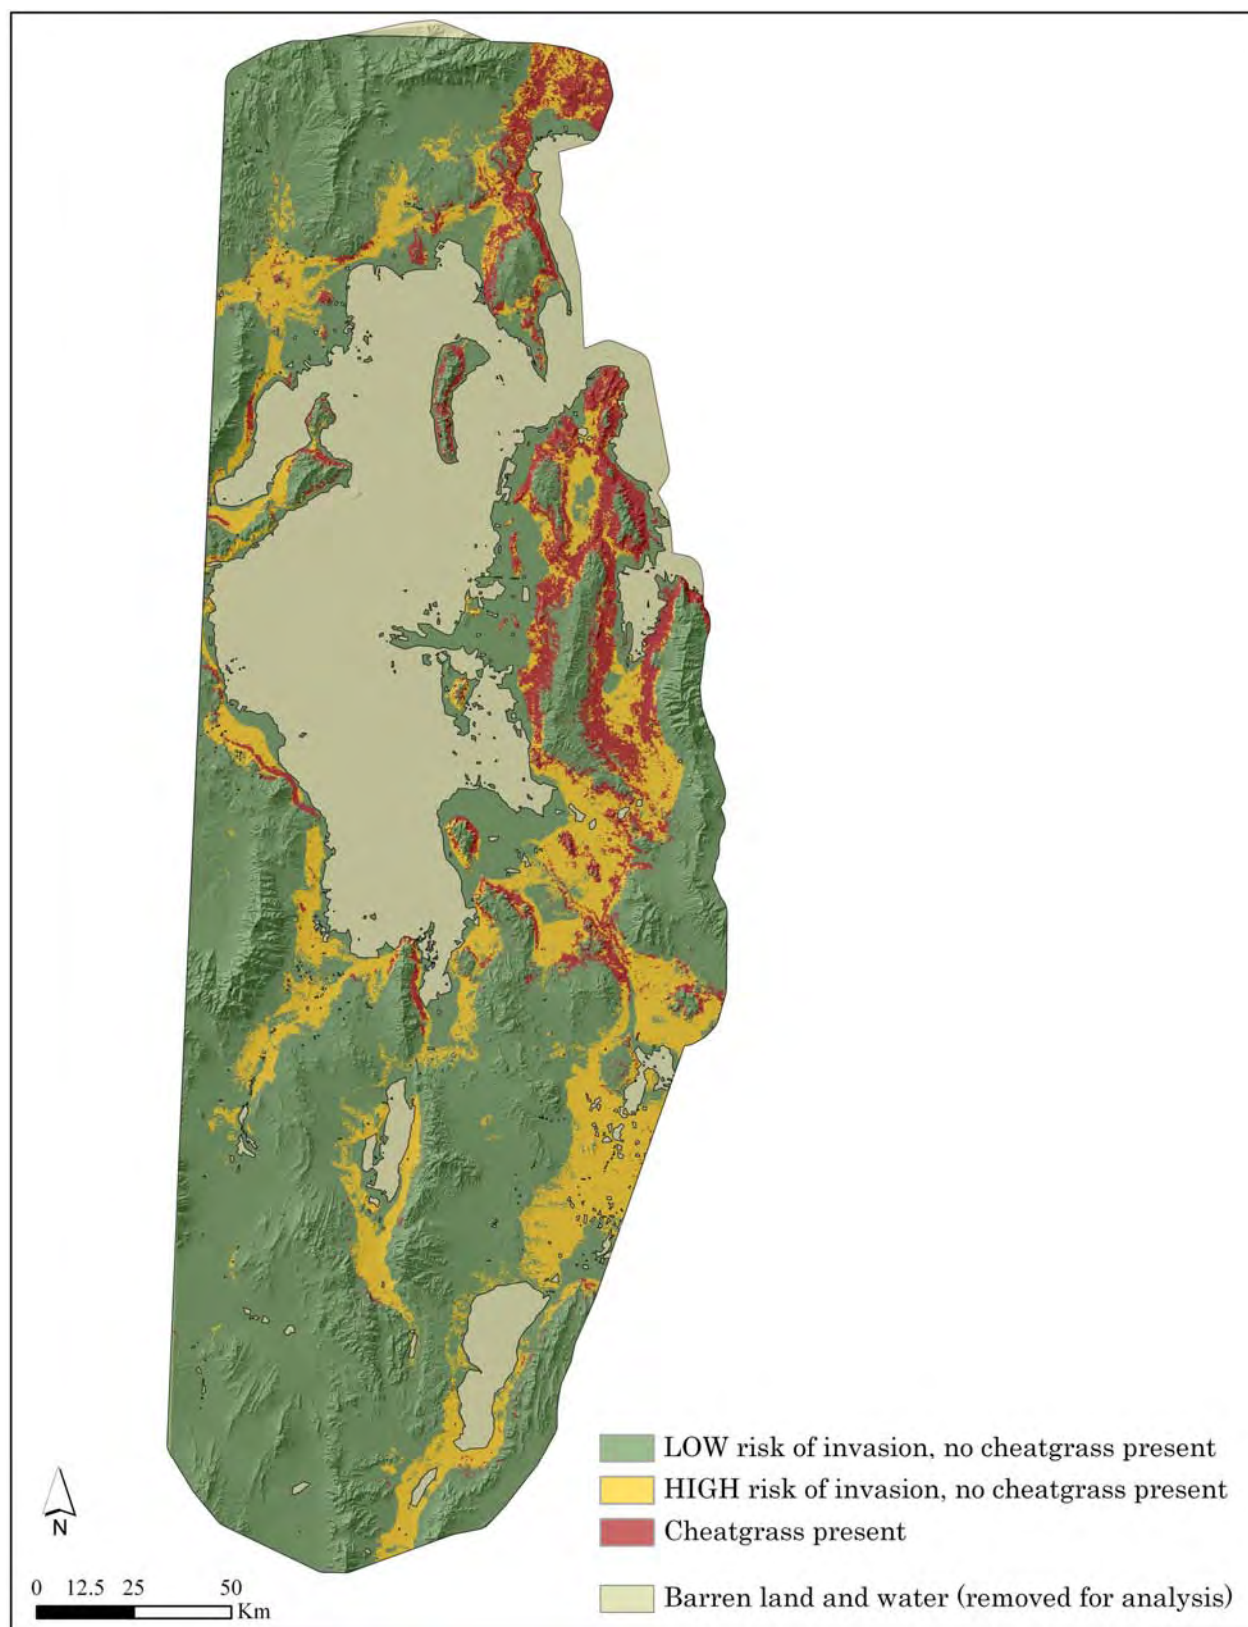 LOW risk of invasion, no cheatgrass present
HIGH risk of invasion, no cheatgrass present
Cheatgrass present
Barren land and water (removed for analysis)
N
0 12.5 25 50
Km